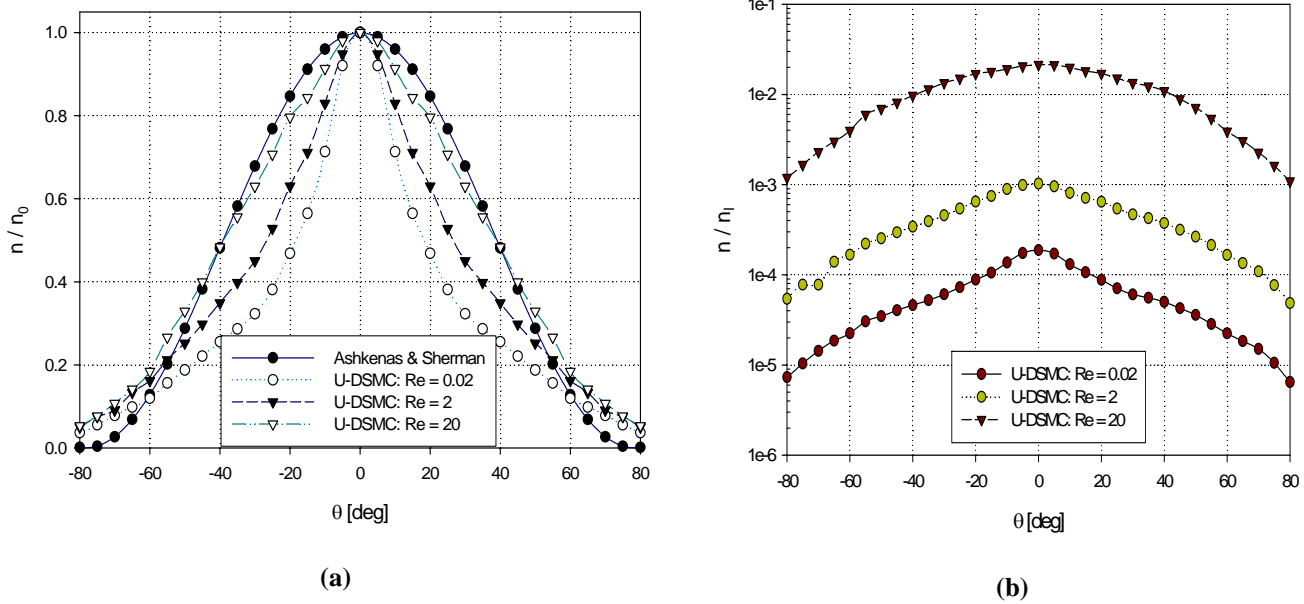 1.0
0.8
0.6
0.4
0.2
0.0
n / n0
-80 -60 -40 -20 0 20 40 60 80
θ [deg]
Ashkenas & Sherman
U-DSMC: Re = 0.02
U-DSMC: Re = 2
U-DSMC: Re = 20
(a)
1e-1
1e-2
1e-3
1e-4
1e-5
1e-6
n / nI
-80 -60 -40 -20 0 20 40 60 80
θ [deg]
U-DSMC: Re = 0.02
U-DSMC: Re = 2
U-DSMC: Re = 20
(b)